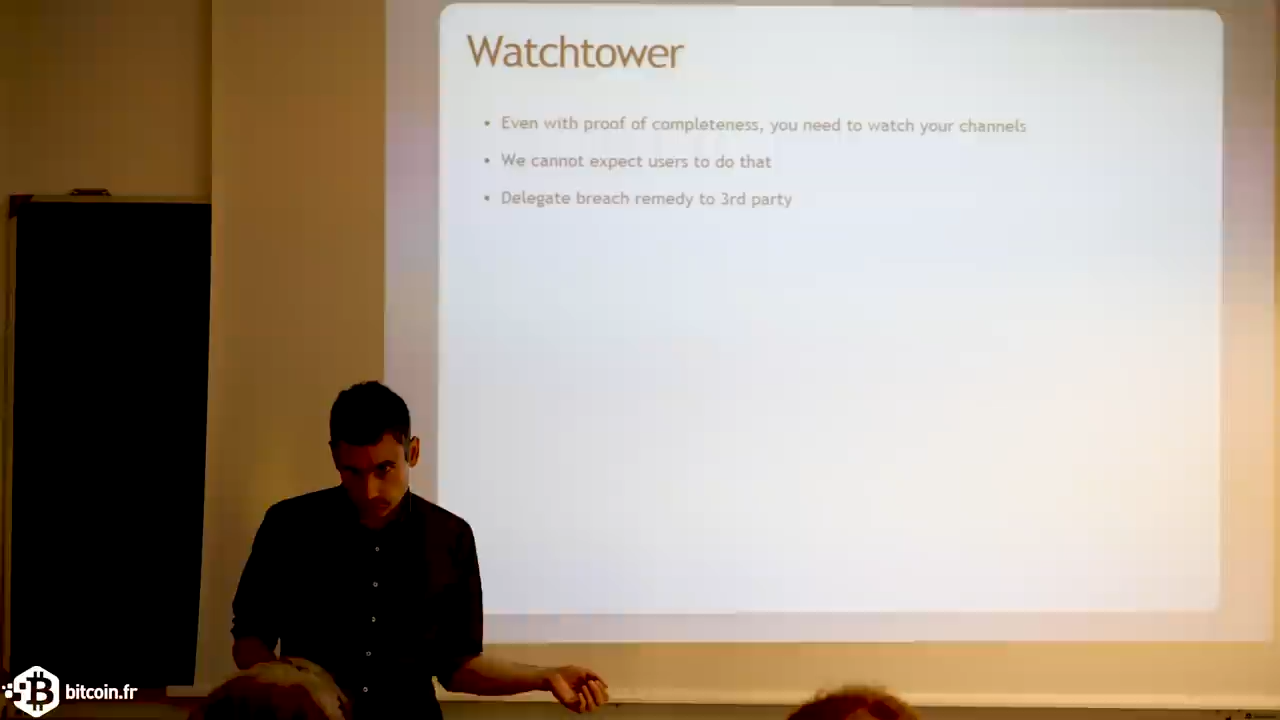 Watchtower
• Even with proof of completeness, you need to watch your channels
• We cannot expect users to do that
• Delegate breach remedy to 3rd party
bitcoin.fr